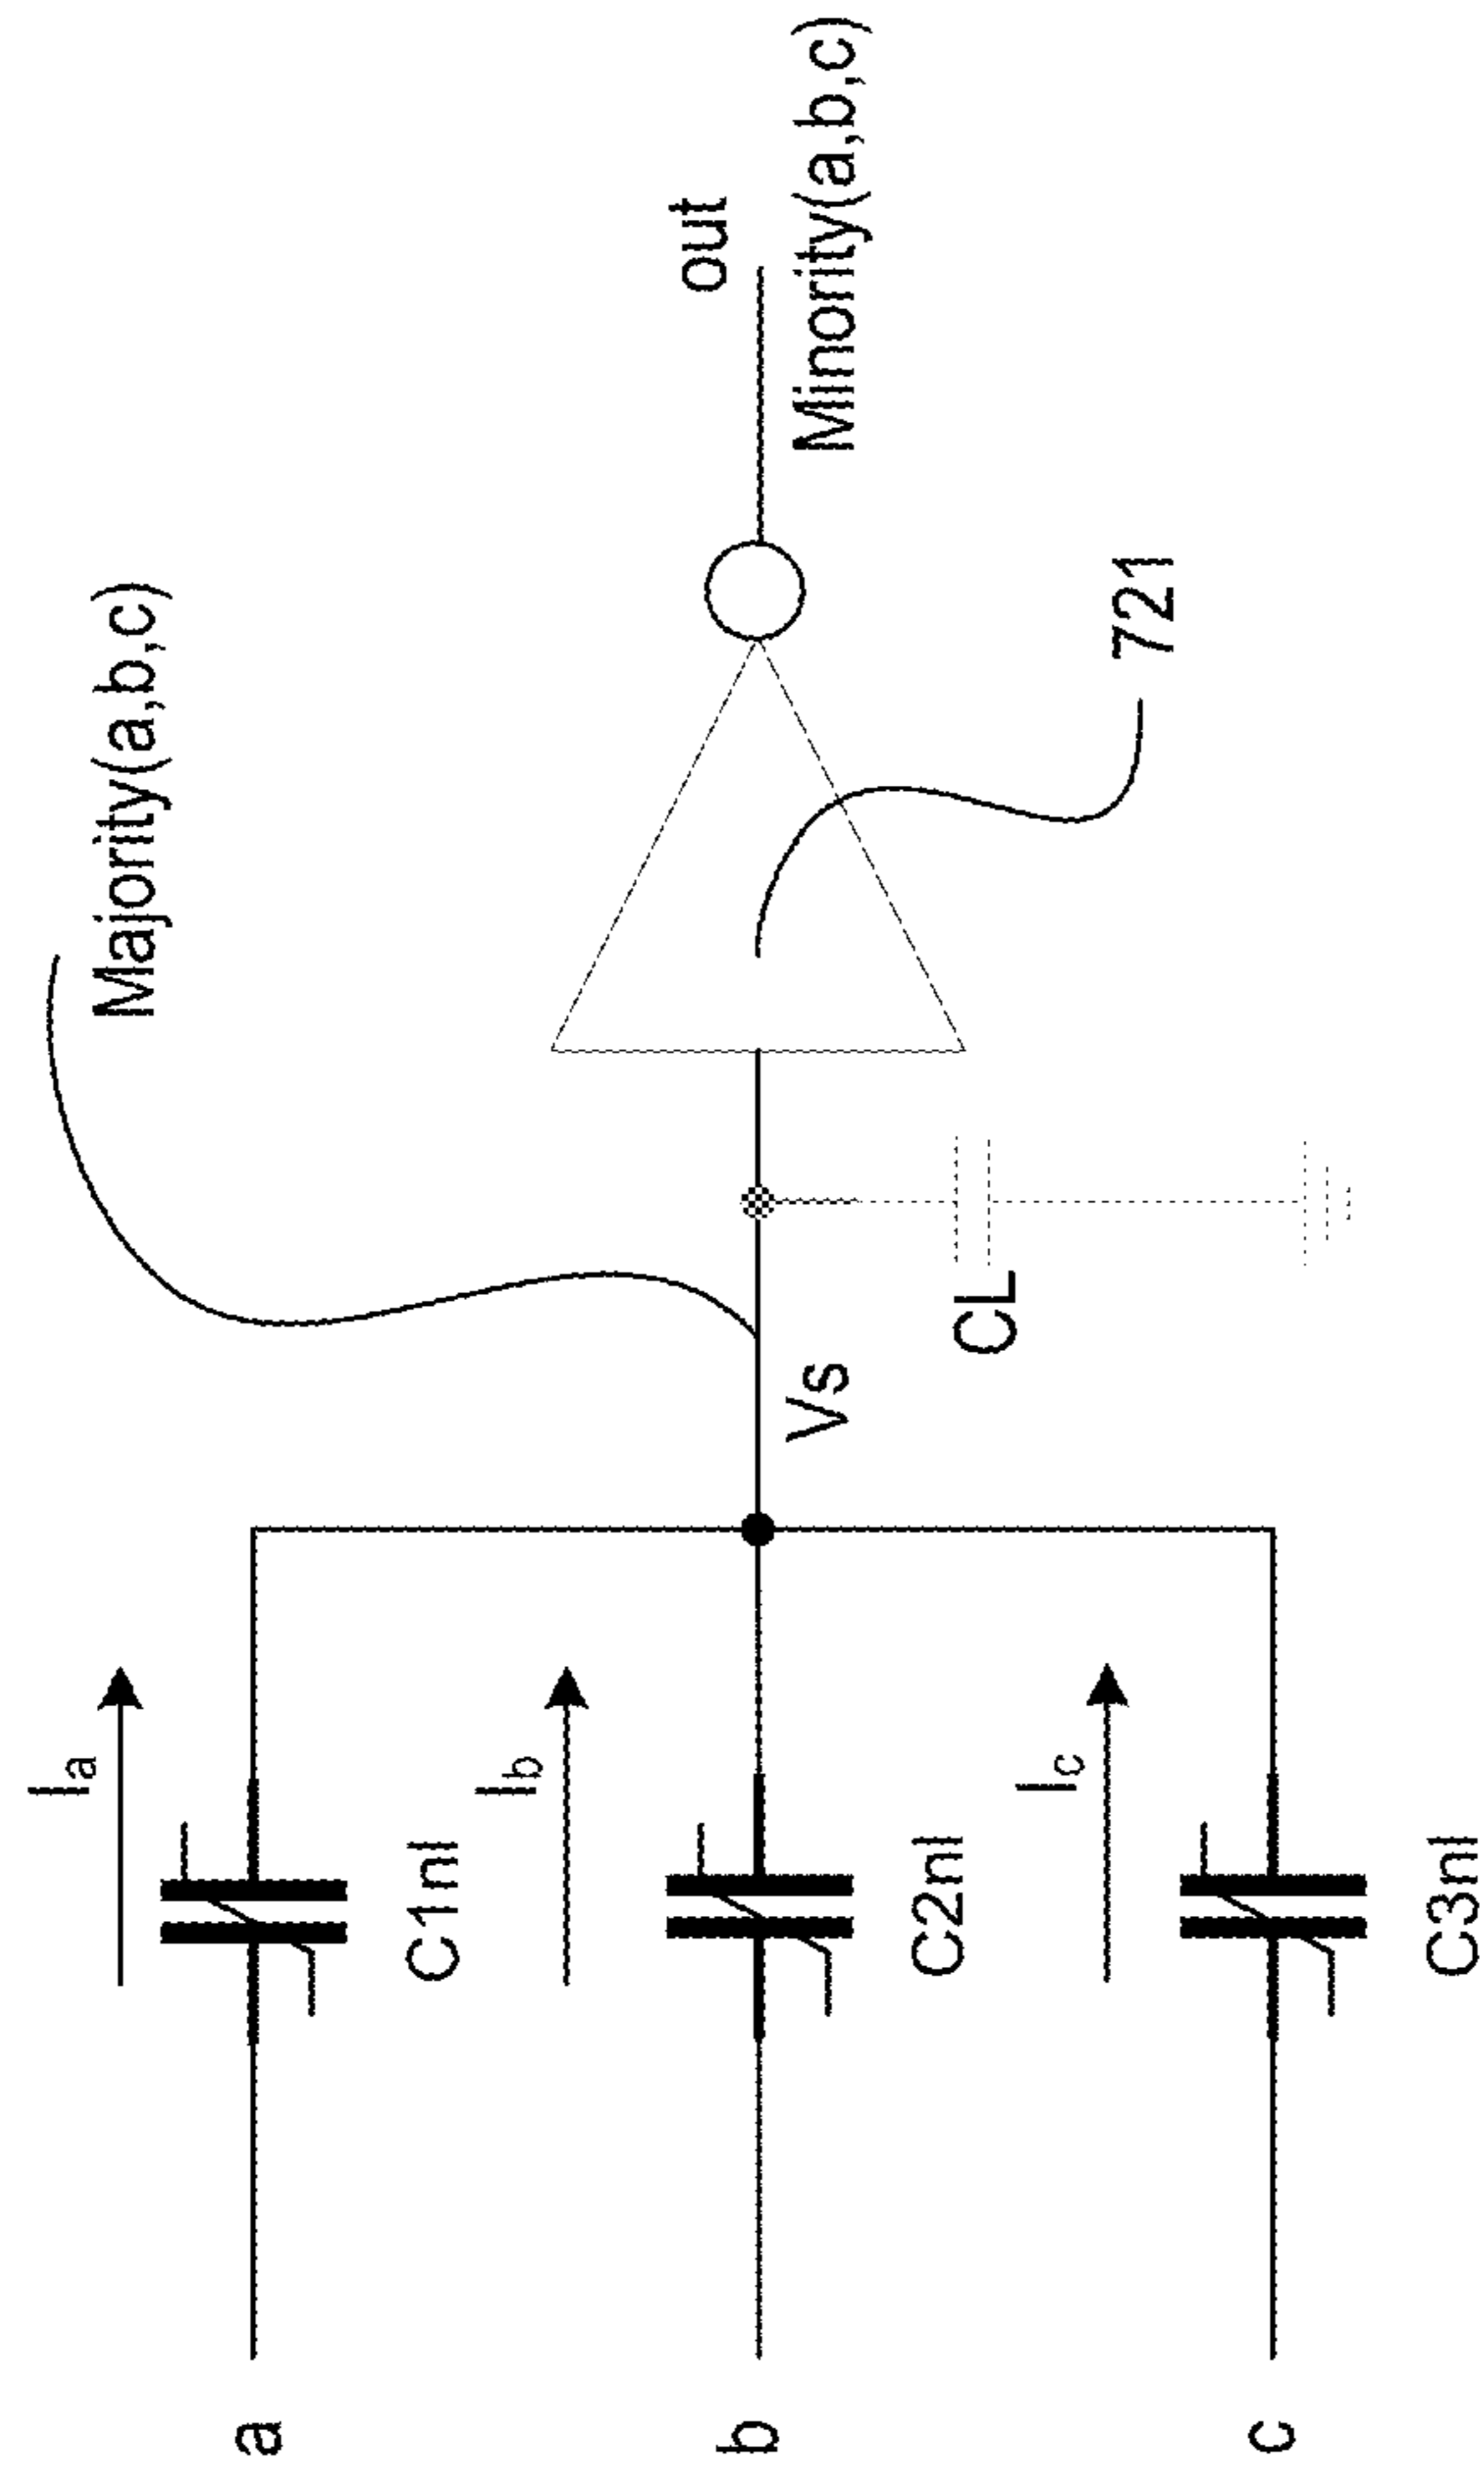 Majority(a,b,c)
Ia
a
C1nl
Ib
b
C2nl
Vs
721
out
Minority(a,b,c)
CL
Ic
c
C3nl